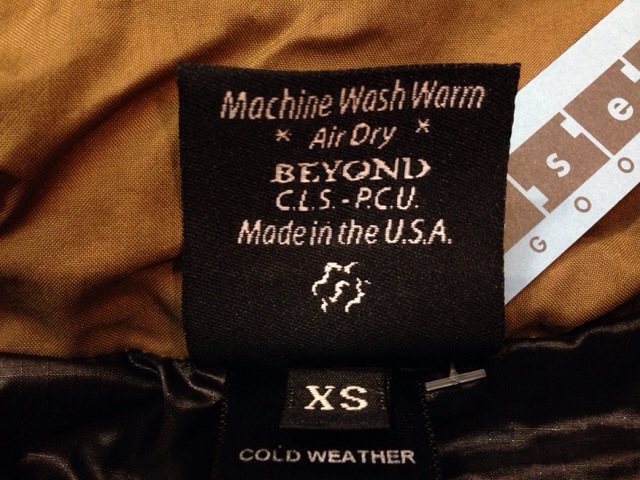 Machine Wash Warm
* Air Dry *
BEYOND
C.L.S. - P.C.U.
Made in the U.S.A.
XS
COLD WEATHER
s e
G O O